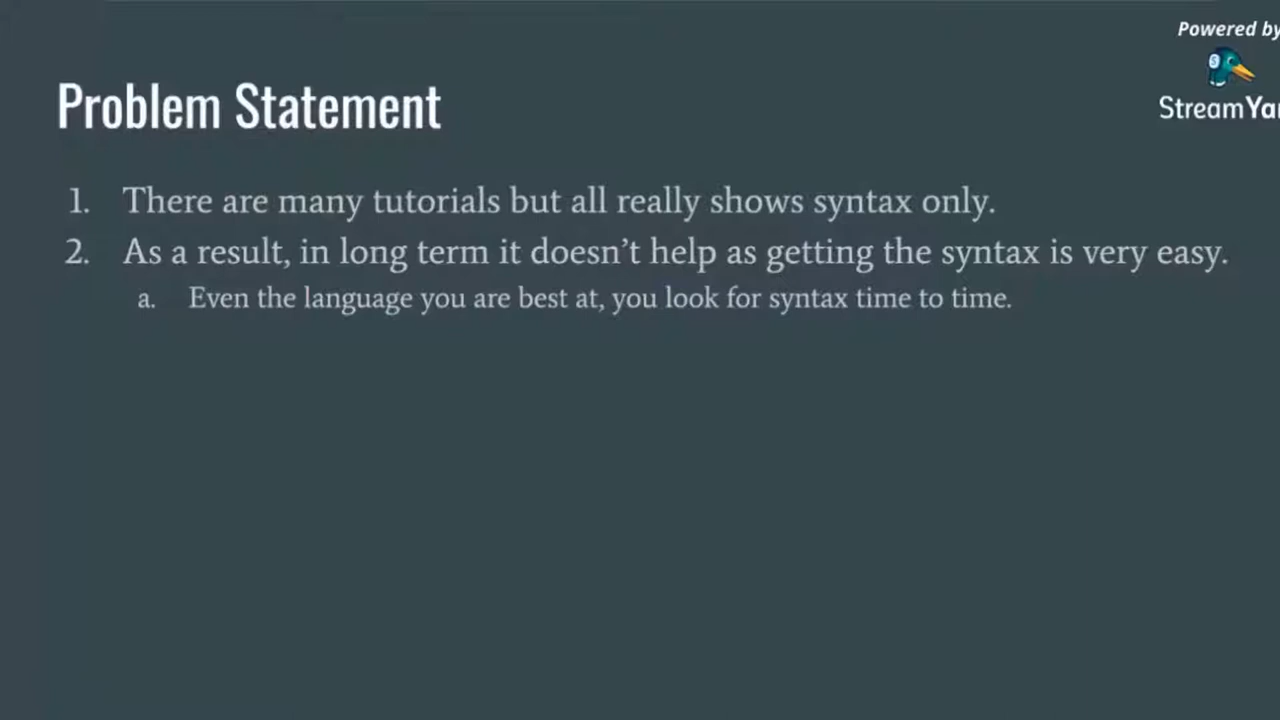 Powered by
StreamYa
Problem Statement
1. There are many tutorials but all really shows syntax only.
2. As a result, in long term it doesn’t help as getting the syntax is very easy.
a. Even the language you are best at, you look for syntax time to time.